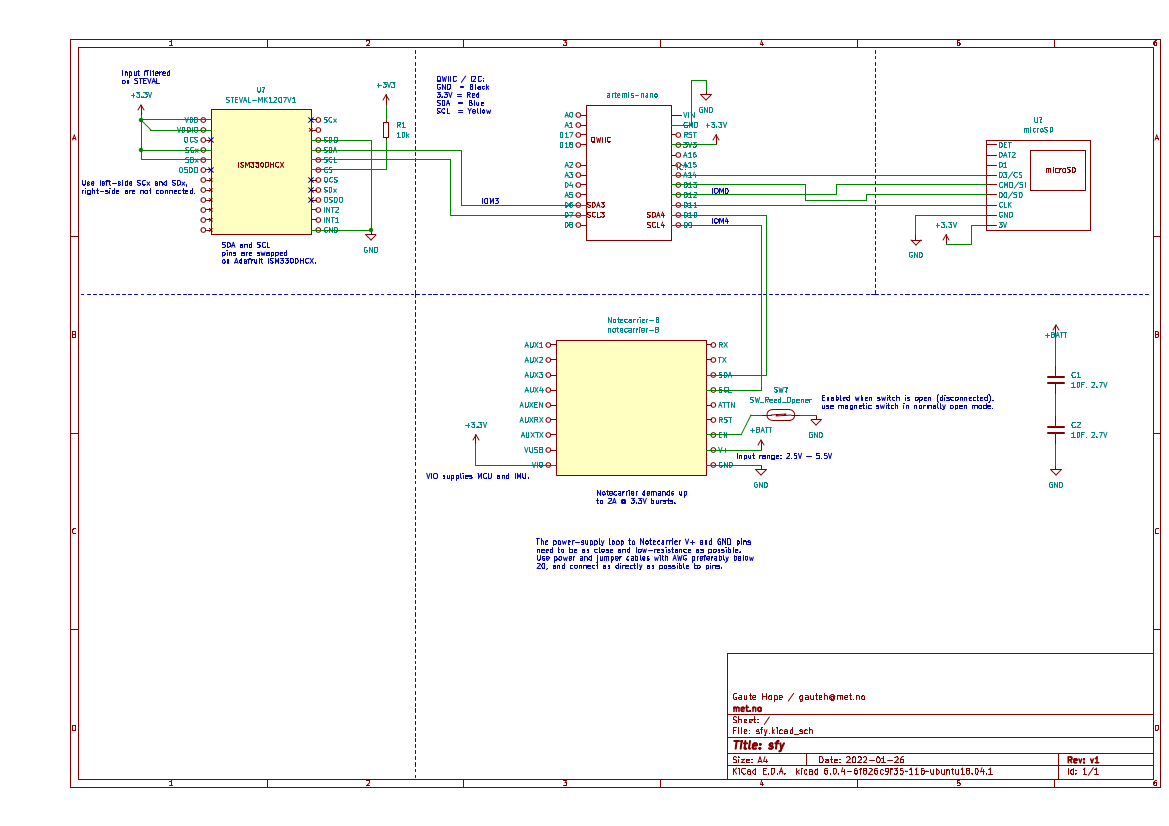 1 2 3 4 5 6
A
B
C
D
Input filtered
on STEVAL
+3.3V
U?
STEVAL-MK1207V1
VDD
VDDIO
OCS
SCx
SDx
OSDO
ISM330DHCX
SCx
SDO
SDA
SCL
CS
OCS
SDx
OSDO
INT2
INT1
GND
Use left-side SCx and SDx,
right-side are not connected.
SDA and SCL
pins are swapped
on Adafruit ISM330DHCX.
GND
+3V3
R1
10k
QWIIC / I2C:
GND = Black
3.3V = Red
SDA = Blue
SCL = Yellow
IOM3
artemis-nano
A0
A1
D17
D18
A2
A3
D4
A5
D6
D7
D8
QWIIC
SDA3
SCL3
SDA4
SCL4
VIN
GND
RST
3V3
A16
A15
A14
D13
D12
D11
D10
D9
GND
+3.3V
IOM0
IOM4
U?
microSD
DET
DAT2
D1
D3/CS
CMD/SI
D0/SD
CLK
GND
3V
microSD
GND
+3.3V
Notecarrier-B
notecarrier-B
AUX1
AUX2
AUX3
AUX4
AUXEN
AUXRX
AUXTX
VUSB
VIO
RX
TX
SDA
SCL
ATTN
RST
EN
V+
GND
+3.3V
VIO supplies MCU and IMU.
SW?
SW_Reed_Opener
GND
+BATT
Enabled when switch is open (disconnected).
use magnetic switch in normally open mode.
Input range: 2.5V – 5.5V
GND
Notecarrier demands up
to 2A @ 3.3V bursts.
The power-supply loop to Notecarrier V+ and GND pins
need to be as close and low-resistance as possible.
Use power and jumper cables with AWG preferably below
20, and connect as directly as possible to pins.
+BATT
C1
10F. 2.7V
C2
10F. 2.7V
GND
Gaute Hope / gauteh@met.no
met.no
Sheet: /
File: sfy.kicad_sch
Title: sfy
Size: A4 Date: 2022-01-26 Rev: v1
KiCad E.D.A. kicad 6.0.4-6f826c9f35~116~ubuntu18.04.1 Id: 1/1
A
B
C
D
1 2 3 4 5 6